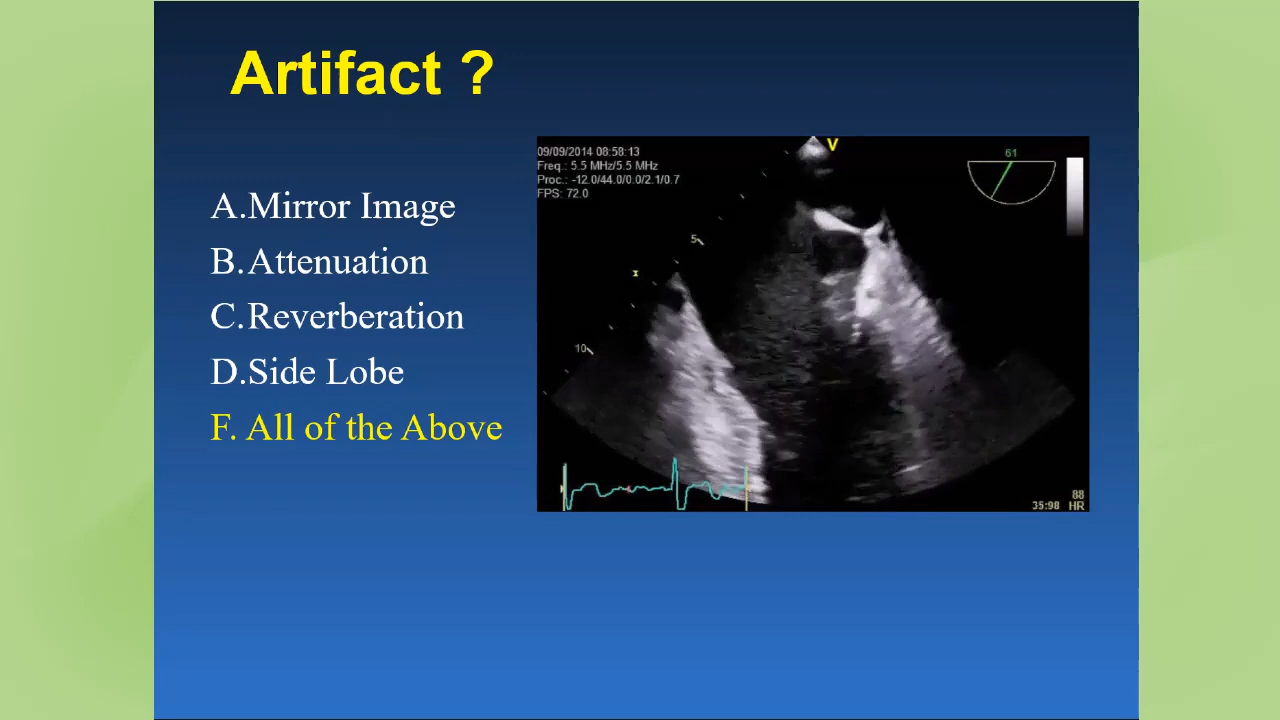 Artifact ?
A.Mirror Image
B.Attenuation
C.Reverberation
D.Side Lobe
F. All of the Above
09/09/2014 08:58:13
Freq.: 5.5 MHz/5.5 MHz
Proc.: -12.0/44.0/0.0/2.1/0.7
FPS: 72.0
V
61
5
10
88
35:98 HR